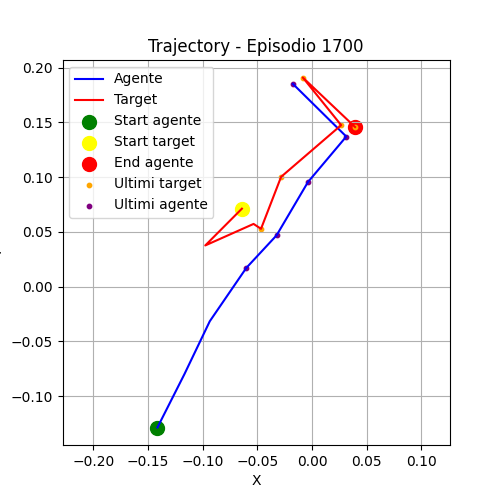 Trajectory - Episodio 1700
0.20
0.15
0.10
0.05
0.00
−0.05
−0.10
Agente
Target
Start agente
Start target
End agente
Ultimi target
Ultimi agente
−0.20 −0.15 −0.10 −0.05 0.00 0.05 0.10
X